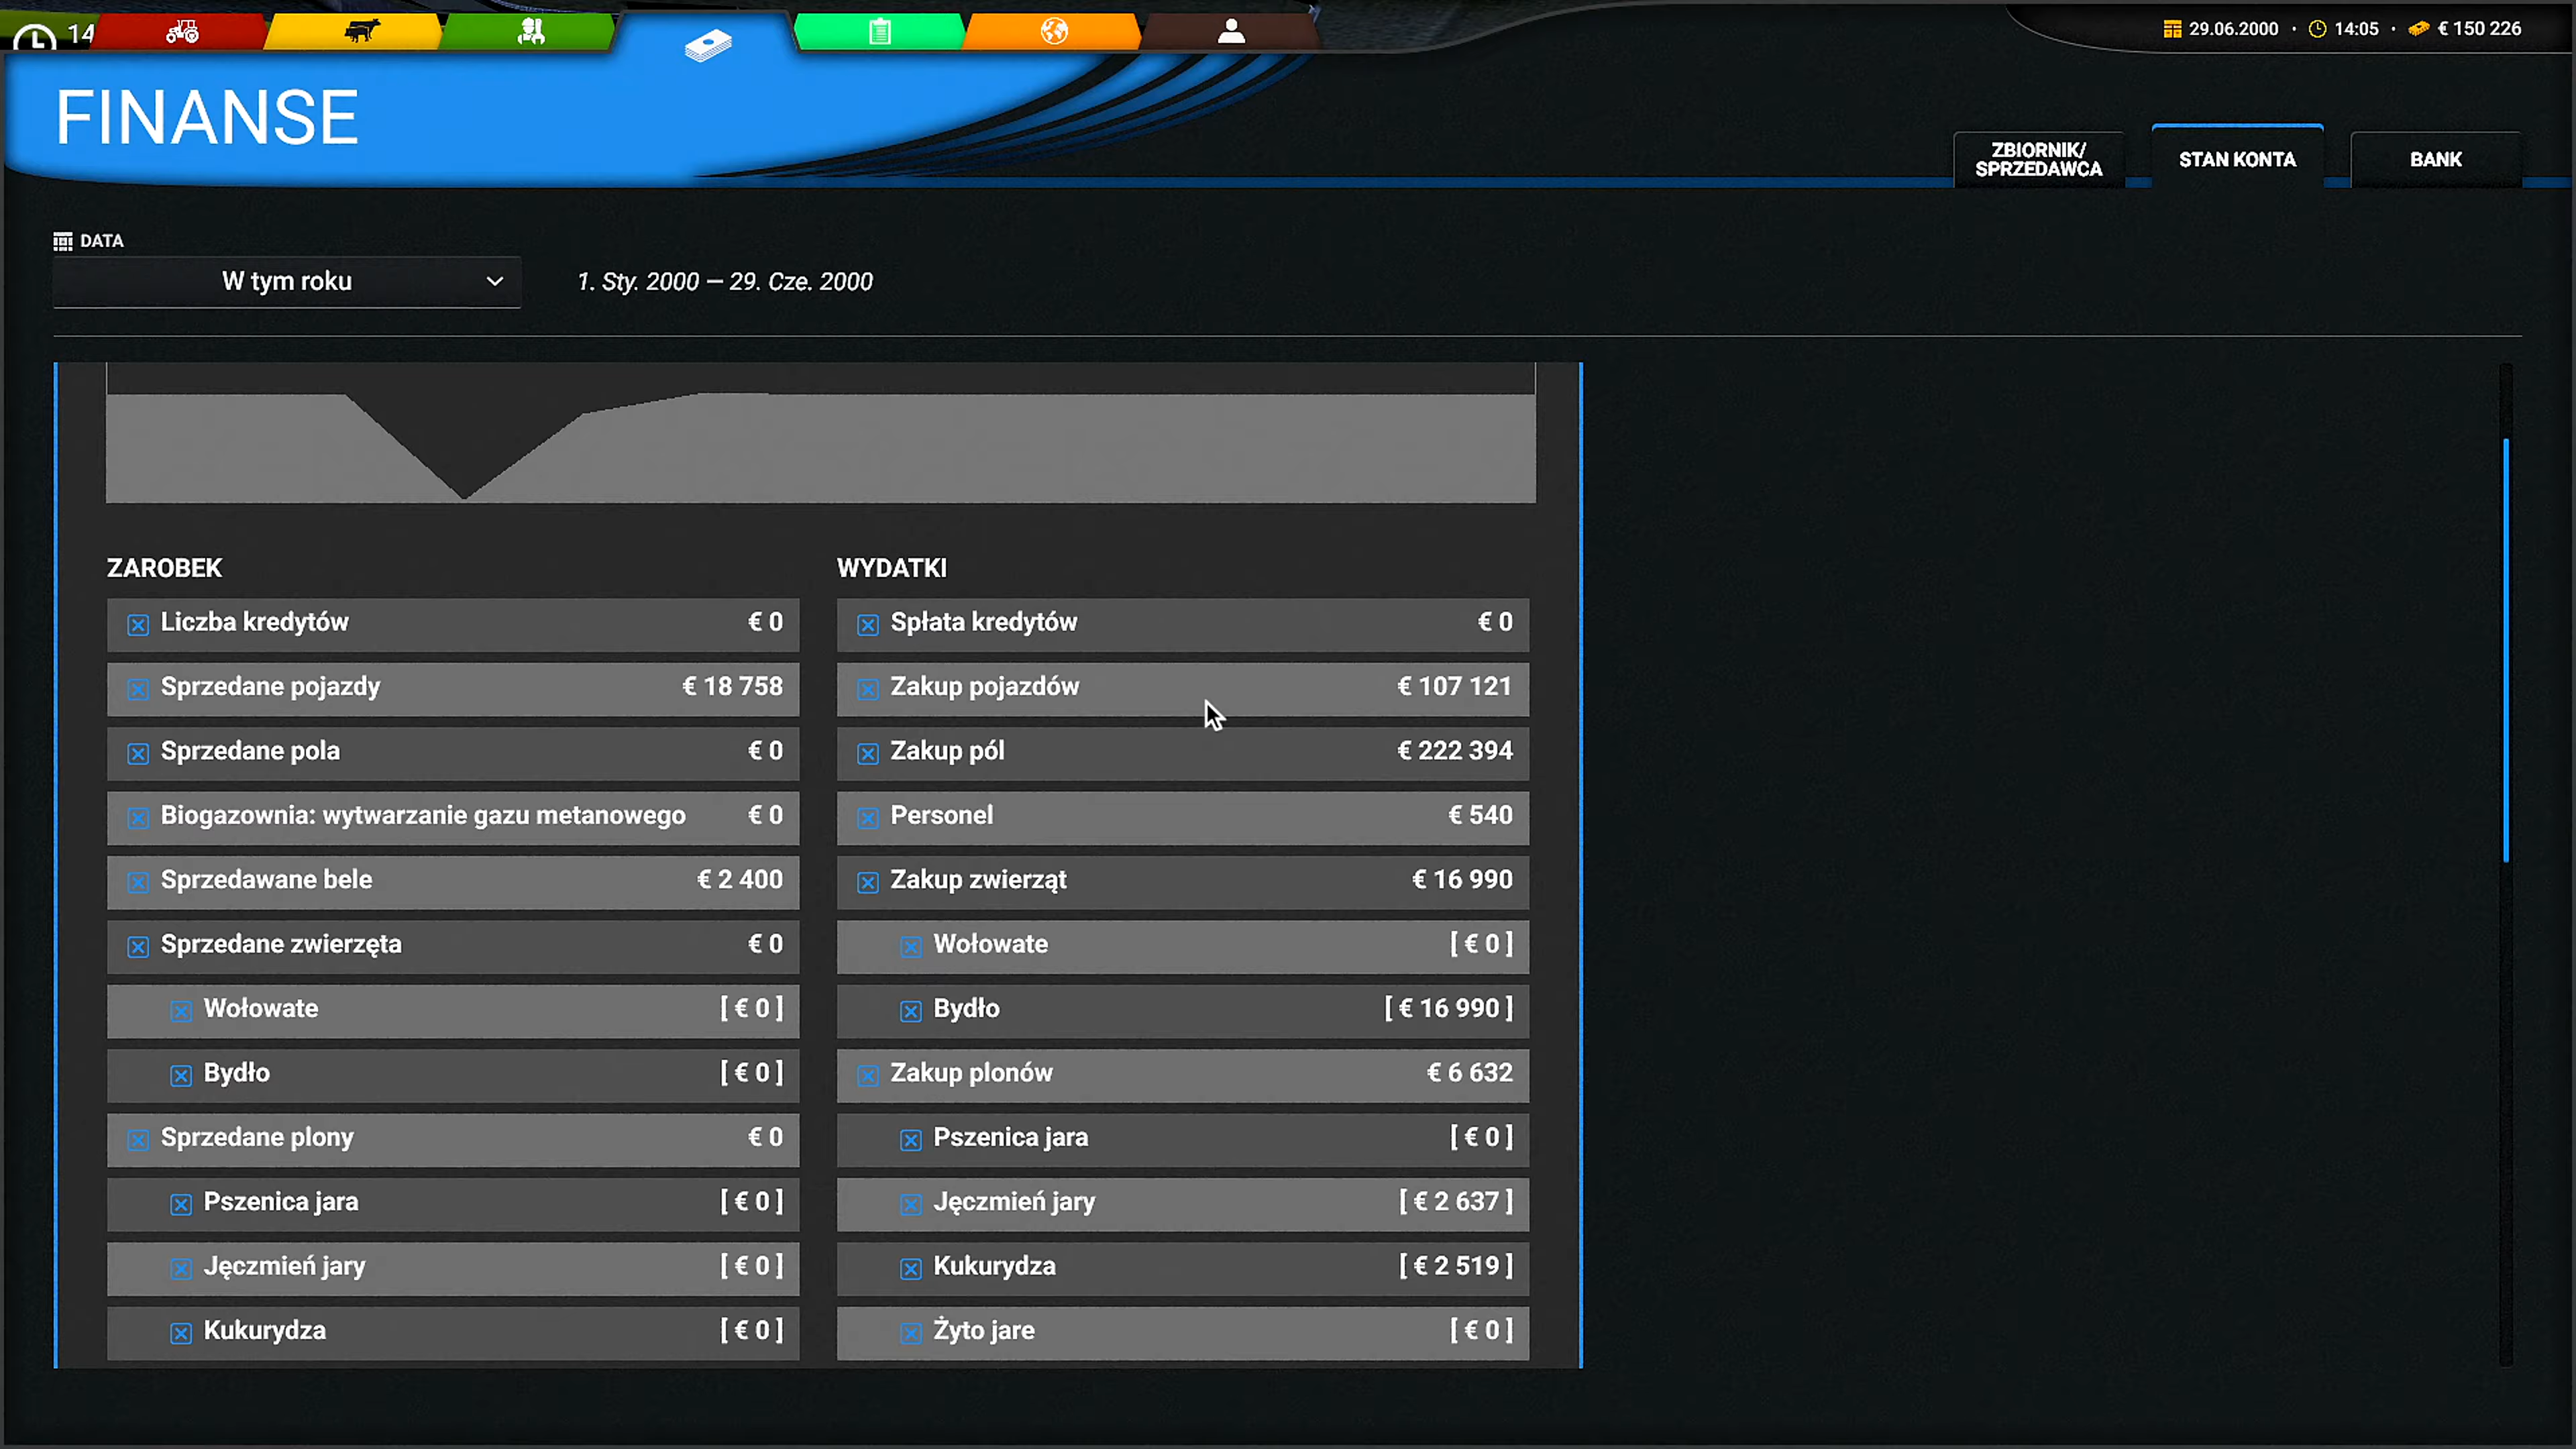 14
29.06.2000 · 14:05 · € 150 226
FINANSE
ZBIORNIK/
SPRZEDAWCA
STAN KONTA
BANK
DATA
W tym roku
1. Sty. 2000 — 29. Cze. 2000
ZAROBEK
Liczba kredytów € 0
Sprzedane pojazdy € 18 758
Sprzedane pola € 0
Biogazownia: wytwarzanie gazu metanowego € 0
Sprzedawane bele € 2 400
Sprzedane zwierzęta € 0
Wołowate [ € 0 ]
Bydło [ € 0 ]
Sprzedane plony € 0
Pszenica jara [ € 0 ]
Jęczmień jary [ € 0 ]
Kukurydza [ € 0 ]
WYDATKI
Spłata kredytów € 0
Zakup pojazdów € 107 121
Zakup pól € 222 394
Personel € 540
Zakup zwierząt € 16 990
Wołowate [ € 0 ]
Bydło [ € 16 990 ]
Zakup plonów € 6 632
Pszenica jara [ € 0 ]
Jęczmień jary [ € 2 637 ]
Kukurydza [ € 2 519 ]
Żyto jare [ € 0 ]